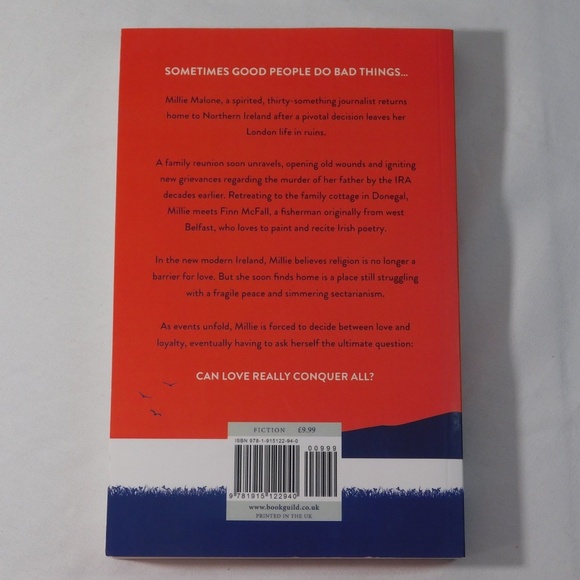 SOMETIMES GOOD PEOPLE DO BAD THINGS...
Millie Malone, a spirited, thirty-something journalist returns
home to Northern Ireland after a pivotal decision leaves her
London life in ruins.
A family reunion soon unravels, opening old wounds and igniting
new grievances regarding the murder of her father by the IRA
decades earlier. Retreating to the family cottage in Donegal,
Millie meets Finn McFall, a fisherman originally from west
Belfast, who loves to paint and recite Irish poetry.
In the new modern Ireland, Millie believes religion is no longer a
barrier for love. But she soon finds home is a place still struggling
with a fragile peace and simmering sectarianism.
As events unfold, Millie is forced to decide between love and
loyalty, eventually having to ask herself the ultimate question:
CAN LOVE REALLY CONQUER ALL?
FICTION £9.99
ISBN 978-1-915122-94-0
00999
9 781915 122940
www.bookguild.co.uk
PRINTED IN THE UK